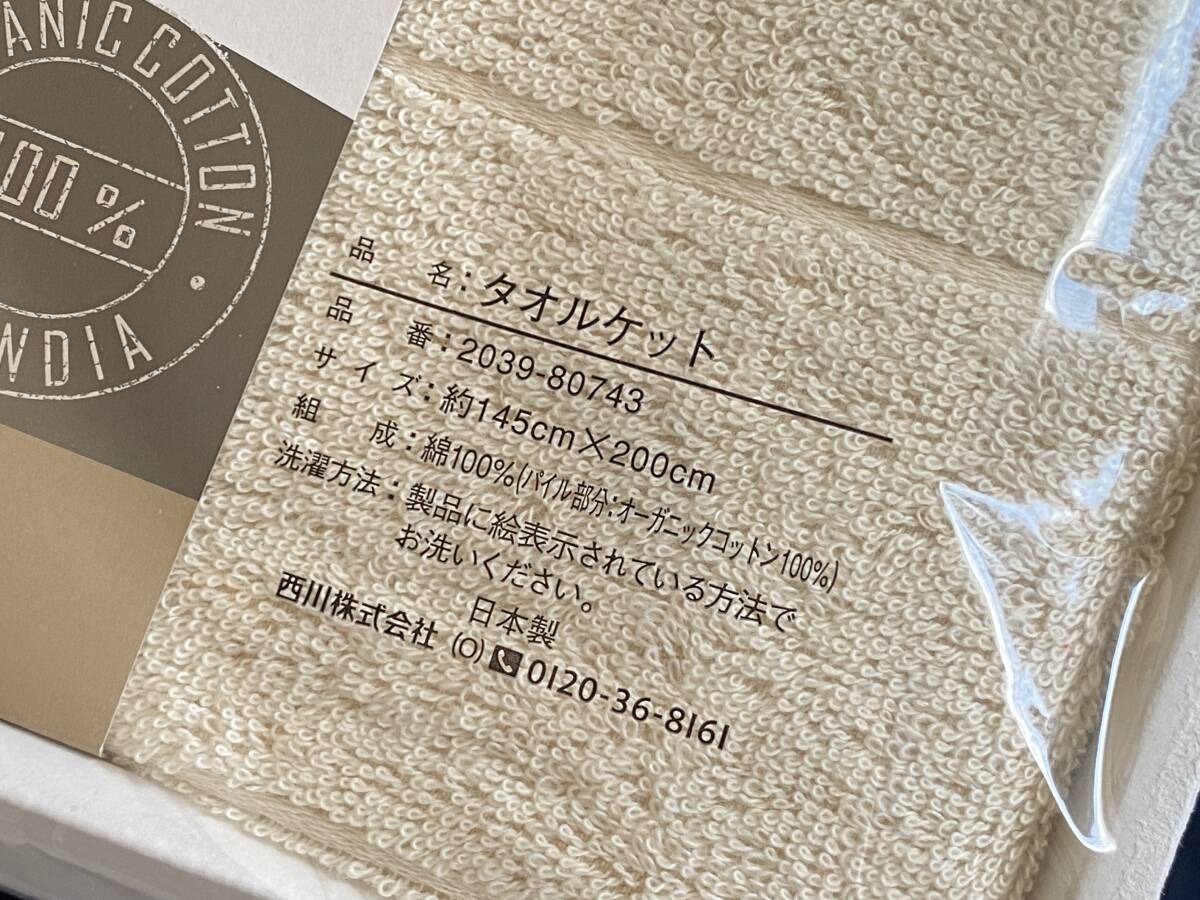 ANIC COTTON
100 %
NDIA
品名：タオルケット
品番：2039-80743
サイズ：約145cm×200cm
組成：綿100%(パイル部分：オーガニックコットン100%)
洗濯方法：製品に絵表示されている方法で
お洗いください。
日本製
西川株式会社 (O) 0120-36-8161